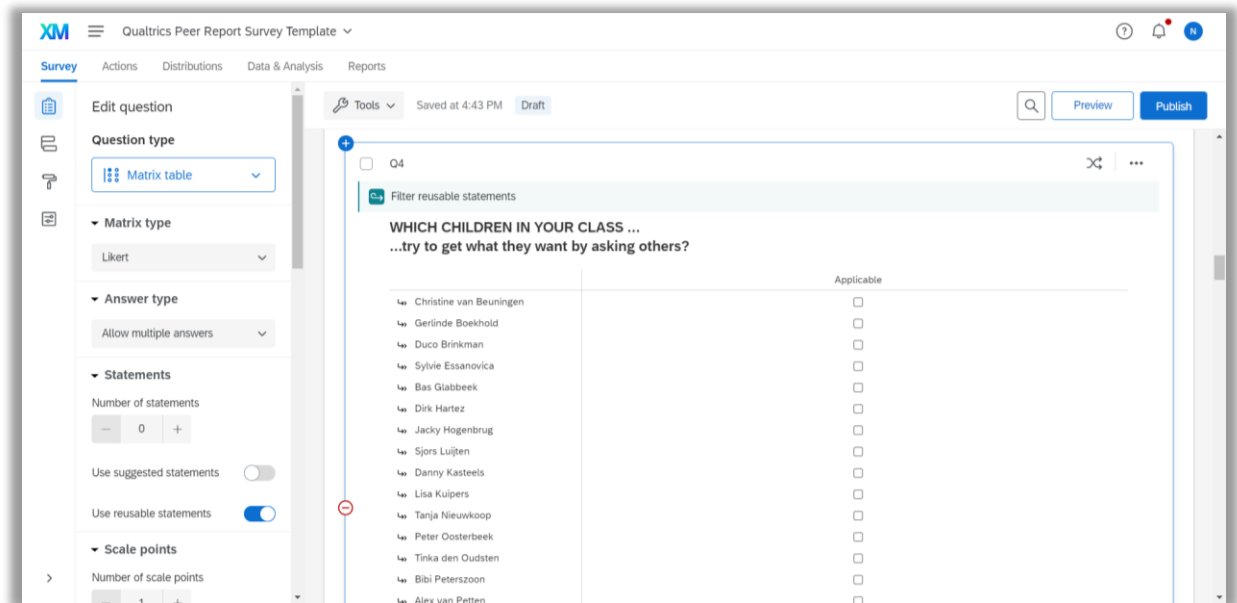 XM Qualtrics Peer Report Survey Template
N
Survey Actions Distributions Data & Analysis Reports
Edit question
Tools Saved at 4:43 PM Draft Preview Publish
Question type
Matrix table
Q4
Filter reusable statements
Matrix type
Likert
WHICH CHILDREN IN YOUR CLASS ...
...try to get what they want by asking others?
Applicable
Answer type
Allow multiple answers
Statements
Number of statements
0
Use suggested statements
Use reusable statements
Scale points
Number of scale points
1
Christine van Beuningen
Gerlinde Boekhold
Duco Brinkman
Sylvie Essanovica
Bas Glabbeek
Dirk Hartez
Jacky Hogenbrug
Sjors Luijten
Danny Kasteels
Lisa Kuipers
Tanja Nieuwkoop
Peter Oosterbeek
Tinka den Oudsten
Bibi Peterszoon
Alex van Petten